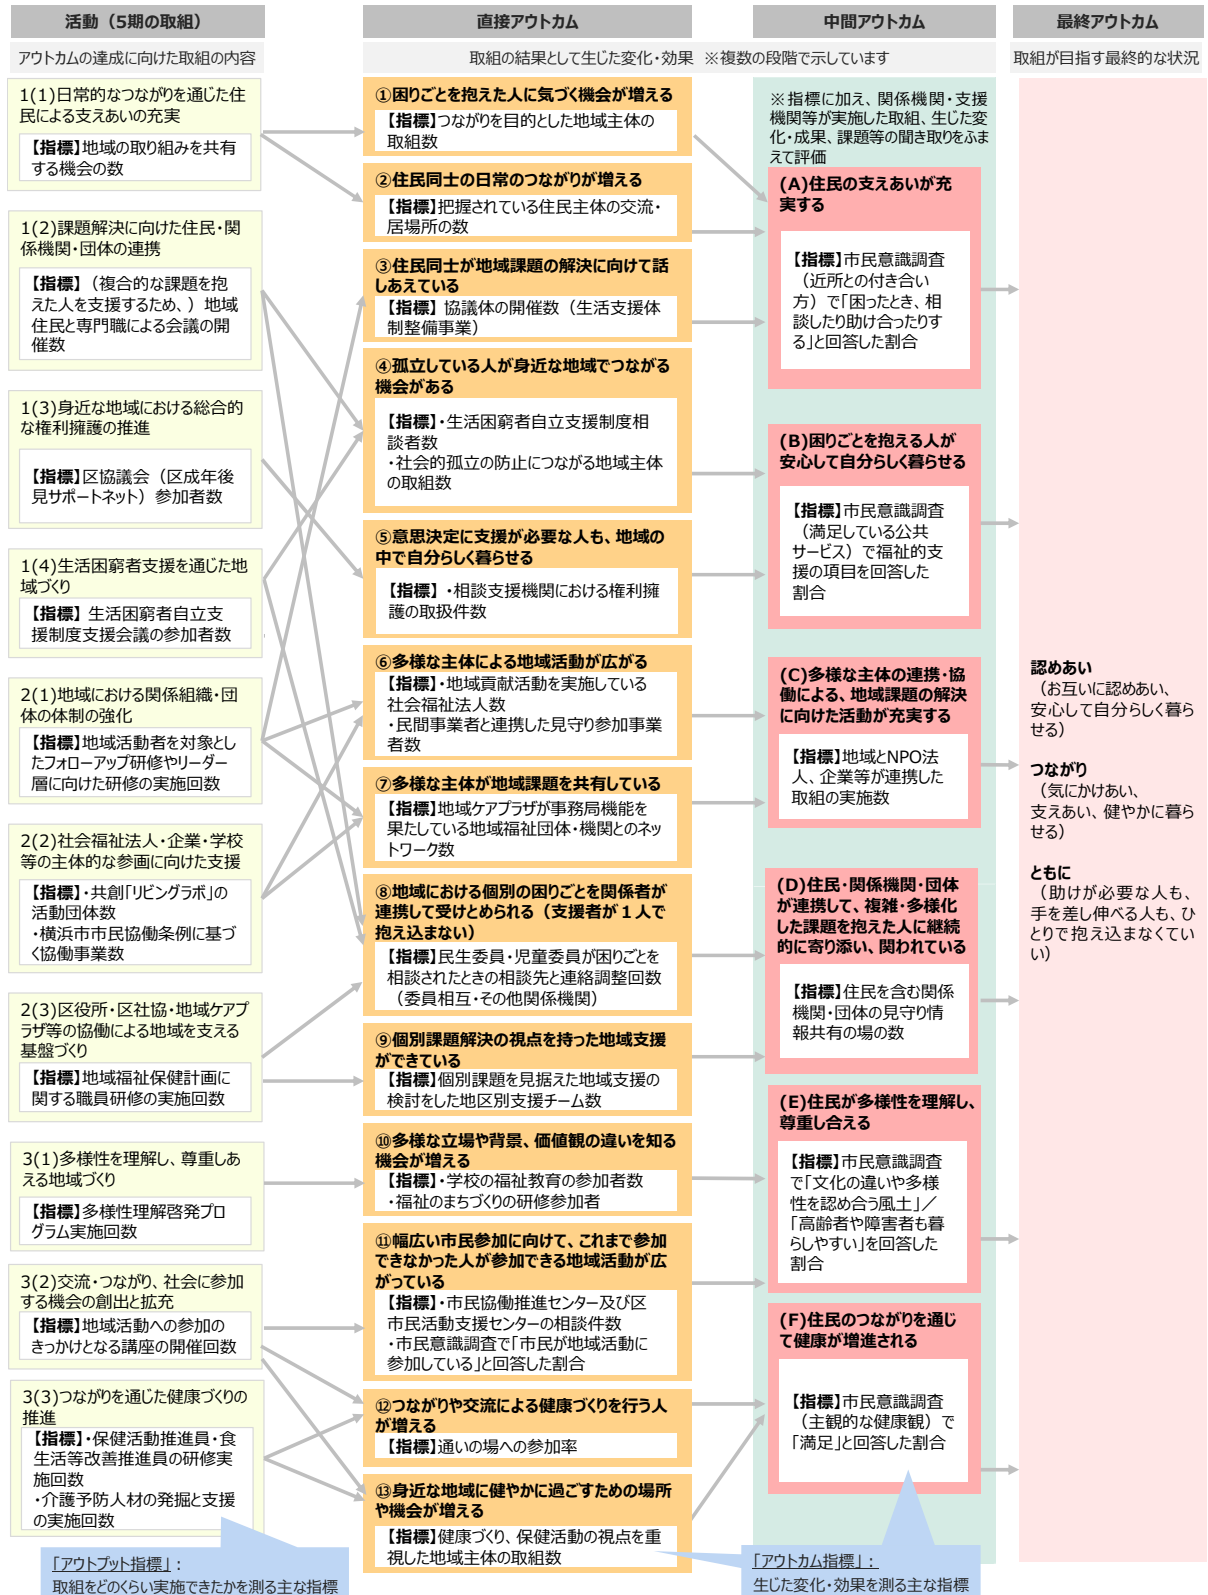 活動（5期の取組）
アウトカムの達成に向けた取組の内容
1(1)日常的なつながりを通じた住
民による支えあいの充実
【指標】地域の取り組みを共有
する機会の数
1(2)課題解決に向けた住民・関
係機関・団体の連携
【指標】（複合的な課題を抱
えた人を支援するため、）地域
住民と専門職による会議の開
催数
1(3)身近な地域における総合的
な権利擁護の推進
【指標】区協議会（区成年後
見サポートネット）参加者数
1(4)生活困窮者支援を通じた地
域づくり
【指標】 生活困窮者自立支
援制度支援会議の参加者数
2(1)地域における関係組織・団
体の体制の強化
【指標】地域活動者を対象とし
たフォローアップ研修やリーダー
層に向けた研修の実施回数
2(2)社会福祉法人・企業・学校
等の主体的な参画に向けた支援
【指標】・共創「リビングラボ」の
活動団体数
・横浜市市民協働条例に基づ
く協働事業数
2(3)区役所・区社協・地域ケアプ
ラザ等の協働による地域を支える
基盤づくり
【指標】地域福祉保健計画に
関する職員研修の実施回数
3(1)多様性を理解し、尊重しあ
える地域づくり
【指標】多様性理解啓発プロ
グラム実施回数
3(2)交流・つながり、社会に参加
する機会の創出と拡充
【指標】地域活動への参加の
きっかけとなる講座の開催回数
3(3)つながりを通じた健康づくりの
推進
【指標】・保健活動推進員・食
生活等改善推進員の研修実
施回数
・介護予防人材の発掘と支援
の実施回数
「アウトプット指標」：
取組をどのくらい実施できたかを測る主な指標
直接アウトカム
取組の結果として生じた変化・効果　※複数の段階で示しています
①困りごとを抱えた人に気づく機会が増える
【指標】つながりを目的とした地域主体の
取組数
②住民同士の日常のつながりが増える
【指標】把握されている住民主体の交流・
居場所の数
③住民同士が地域課題の解決に向けて話
しあえている
【指標】 協議体の開催数（生活支援体
制整備事業）
④孤立している人が身近な地域でつながる
機会がある
【指標】・生活困窮者自立支援制度相
談者数
・社会的孤立の防止につながる地域主体
の取組数
⑤意思決定に支援が必要な人も、地域の
中で自分らしく暮らせる
【指標】・相談支援機関における権利擁
護の取扱件数
⑥多様な主体による地域活動が広がる
【指標】・地域貢献活動を実施している
社会福祉法人数
・民間事業者と連携した見守り参加事業
者数
⑦多様な主体が地域課題を共有している
【指標】地域ケアプラザが事務局機能を
果たしている地域福祉団体・機関とのネッ
トワーク数
⑧地域における個別の困りごとを関係者が
連携して受けとめられる（支援者が１人で
抱え込まない）
【指標】民生委員・児童委員が困りごとを
相談されたときの相談先と連絡調整回数
（委員相互・その他関係機関）
⑨個別課題解決の視点を持った地域支援
ができている
【指標】個別課題を見据えた地域支援の
検討をした地区別支援チーム数
⑩多様な立場や背景、価値観の違いを知る
機会が増える
【指標】・学校の福祉教育の参加者数
・福祉のまちづくりの研修参加者
⑪幅広い市民参加に向けて、これまで参加
できなかった人が参加できる地域活動が広
がっている
【指標】・市民協働推進センター及び区
市民活動支援センターの相談件数
・市民意識調査で「市民が地域活動に
参加している」と回答した割合
⑫つながりや交流による健康づくりを行う人
が増える
【指標】通いの場への参加率
⑬身近な地域に健やかに過ごすための場所
や機会が増える
【指標】健康づくり、保健活動の視点を重
視した地域主体の取組数
中間アウトカム
※指標に加え、関係機関・支援
機関等が実施した取組、生じた変
化・成果、課題等の聞き取りをふま
えて評価
(A)住民の支えあいが充
実する
【指標】市民意識調査
（近所との付き合い
方）で「困ったとき、相
談したり助け合ったりす
る」と回答した割合
(B)困りごとを抱える人が
安心して自分らしく暮らせる
【指標】市民意識調査
（満足している公共
サービス）で福祉的支
援の項目を回答した
割合
(C)多様な主体の連携・協
働による、地域課題の解決
に向けた活動が充実する
【指標】地域とNPO法
人、企業等が連携した
取組の実施数
(D)住民・関係機関・団体
が連携して、複雑・多様化
した課題を抱えた人に継続
的に寄り添い、関われている
【指標】住民を含む関係
機関・団体の見守り情
報共有の場の数
(E)住民が多様性を理解し、
尊重し合える
【指標】市民意識調査
で「文化の違いや多様
性を認め合う風土」／
「高齢者や障害者も暮
らしやすい」を回答した
割合
(F)住民のつながりを通じ
て健康が増進される
【指標】市民意識調査
（主観的な健康観）で
「満足」と回答した割合
「アウトカム指標」：
生じた変化・効果を測る主な指標
最終アウトカム
取組が目指す最終的な状況
認めあい
（お互いに認めあい、
安心して自分らしく暮ら
せる）
つながり
（気にかけあい、
支えあい、健やかに暮ら
せる）
ともに
（助けが必要な人も、
手を差し伸べる人も、ひ
とりで抱え込まなくてい
い）